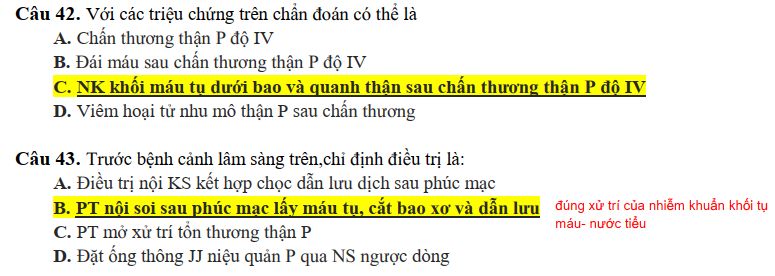 Câu 42. Với các triệu chứng trên chẩn đoán có thể là
A. Chấn thương thận P độ IV
B. Đái máu sau chấn thương thận P độ IV
C. NK khối máu tụ dưới bao và quanh thận sau chấn thương thận P độ IV
D. Viêm hoại tử nhu mô thận P sau chấn thương
Câu 43. Trước bệnh cảnh lâm sàng trên,chỉ định điều trị là:
A. Điều trị nội KS kết hợp chọc dẫn lưu dịch sau phúc mạc
B. PT nội soi sau phúc mạc lấy máu tụ, cắt bao xơ và dẫn lưu
đúng xử trí của nhiễm khuẩn khối tụ
máu- nước tiểu
C. PT mở xử trí tổn thương thận P
D. Đặt ống thông JJ niệu quản P qua NS ngược dòng